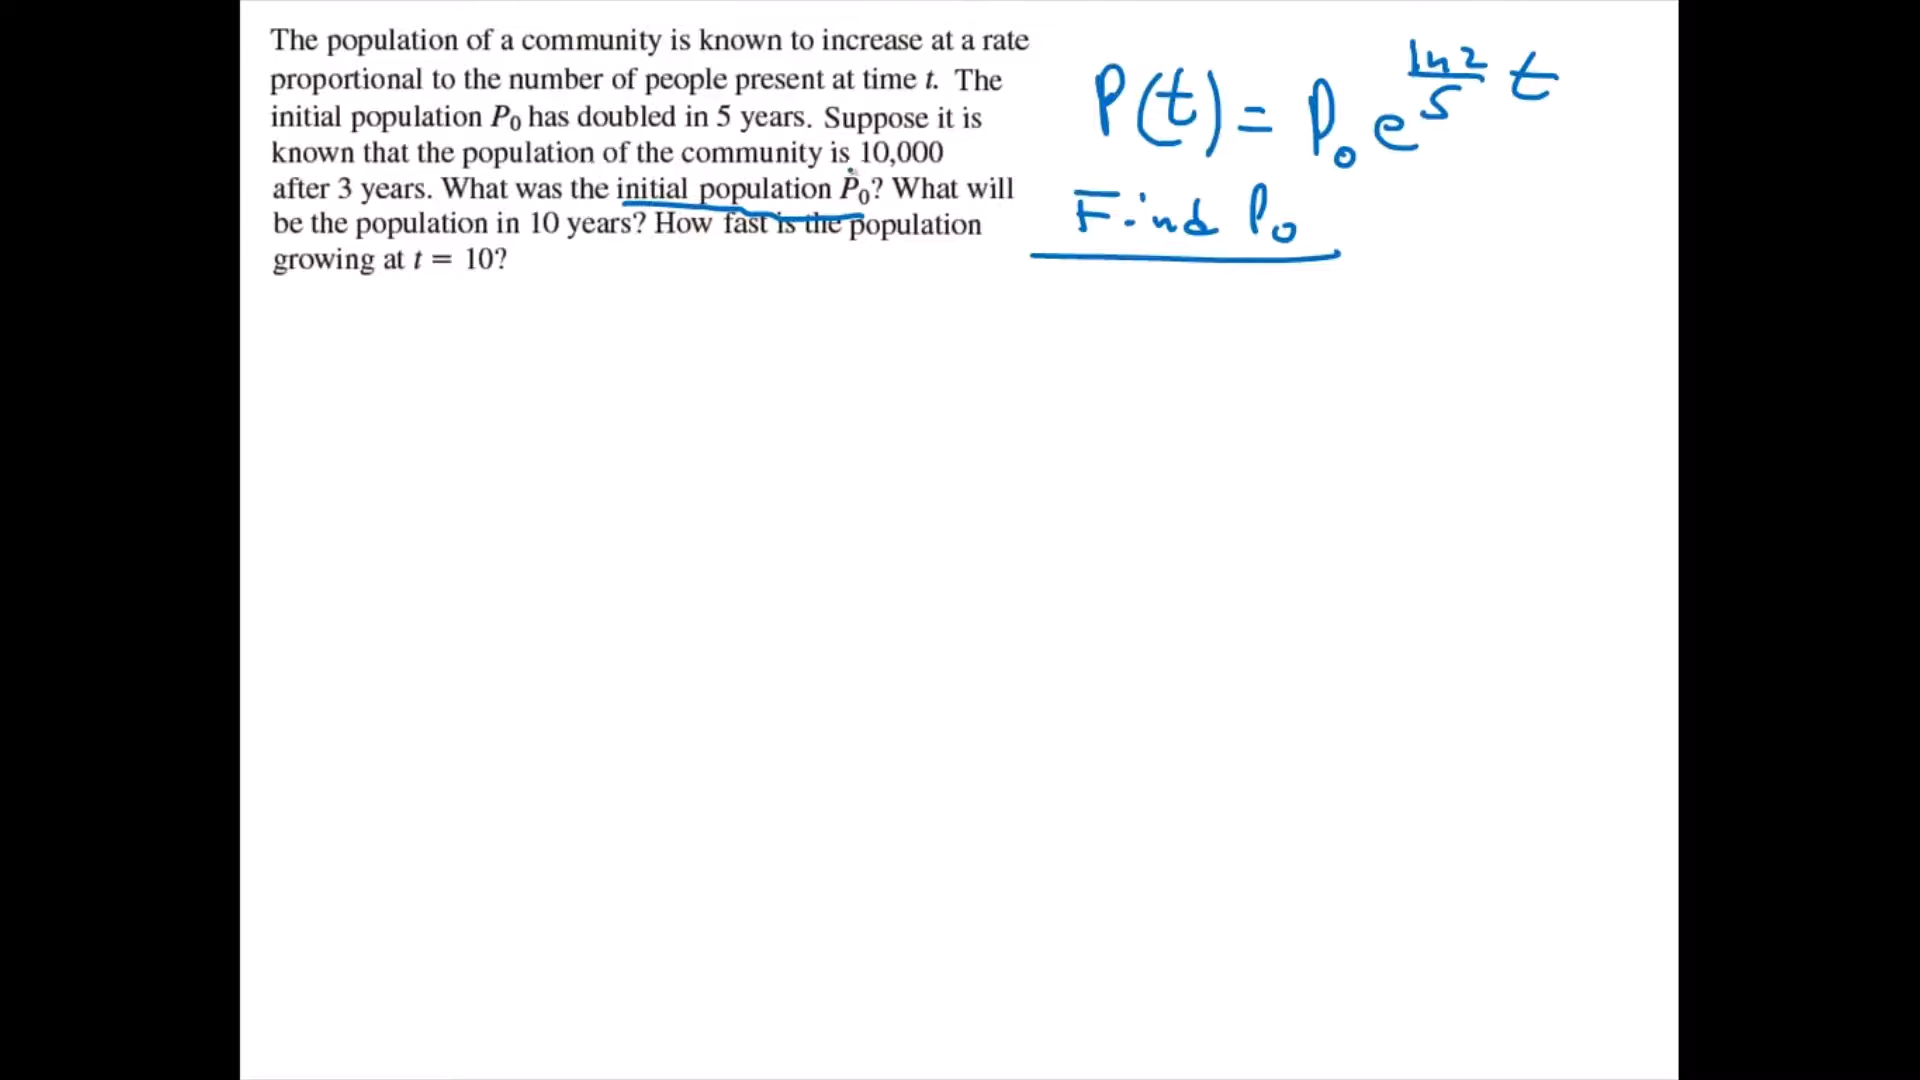 The population of a community is known to increase at a rate
proportional to the number of people present at time t. The
initial population P₀ has doubled in 5 years. Suppose it is
known that the population of the community is 10,000
after 3 years. What was the initial population P₀? What will
be the population in 10 years? How fast is the population
growing at t = 10?
P(t) = P₀ e^(ln 2/5 t)
Find P₀